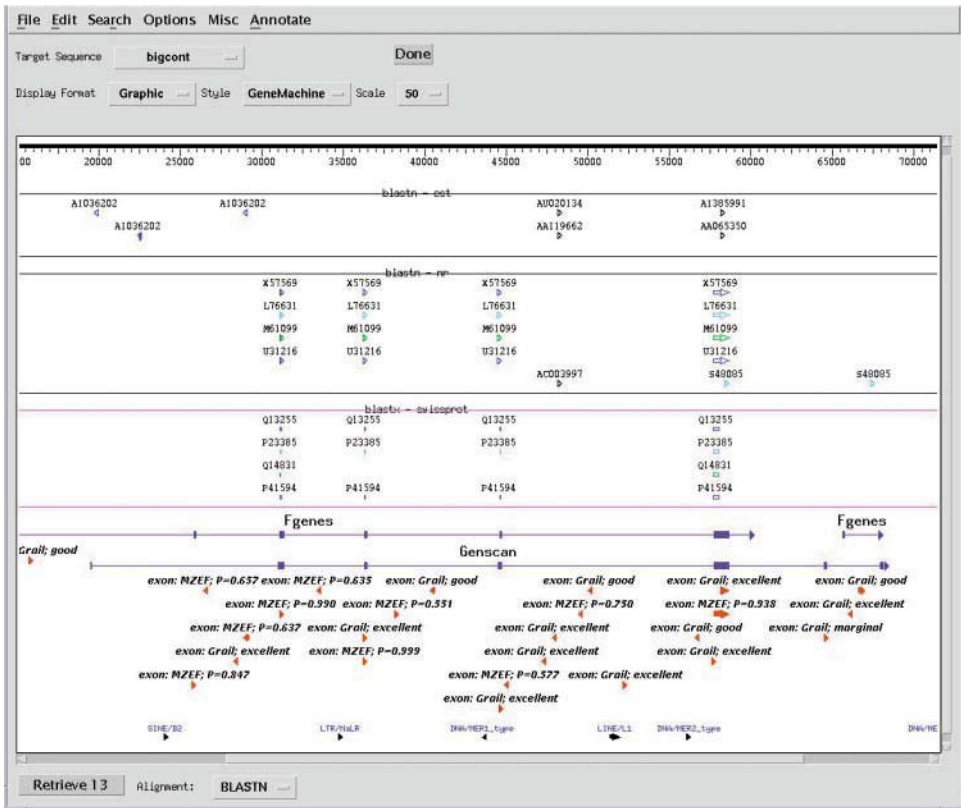 File Edit Search Options Misc Annotate
Target Sequence bigcont Done
Display Format Graphic Style GeneMachine Scale 50
00 20000 25000 30000 35000 40000 45000 50000 55000 60000 65000 70000
blastn - est
AI036202 AI036202 AU020134 AI385991
AI036202 AA119662 AA065350
blastn - nr
X57569 X57569 X57569 X57569
L76631 L76631 L76631 L76631
M61099 M61099 M61099 M61099
U31216 U31216 U31216 U31216
AC003997 S48085 S48085
blastx - swissprot
Q13255 Q13255 Q13255 Q13255
P23385 P23385 P23385 P23385
Q14831 Q14831
P41594 P41594 P41594 P41594
Fgenes Fgenes
Grail; good Genscan
exon: MZEF; P=0.657 exon: MZEF; P=0.635 exon: Grail; good exon: Grail; good exon: Grail; excellent exon: Grail; good
exon: MZEF; P=0.990 exon: MZEF; P=0.551 exon: MZEF; P=0.750 exon: MZEF; P=0.938 exon: Grail; excellent
exon: MZEF; P=0.637 exon: Grail; excellent exon: Grail; excellent exon: Grail; good exon: Grail; marginal
exon: Grail; excellent exon: MZEF; P=0.999 exon: Grail; excellent exon: Grail; excellent
exon: MZEF; P=0.847 exon: MZEF; P=0.577 exon: Grail; excellent
exon: Grail; excellent
SINE/B2 LTR/MaLR DNA/MER1_type LINE/L1 DNA/MER2_type DNA/ME
Retrieve 13 Alignment: BLASTN